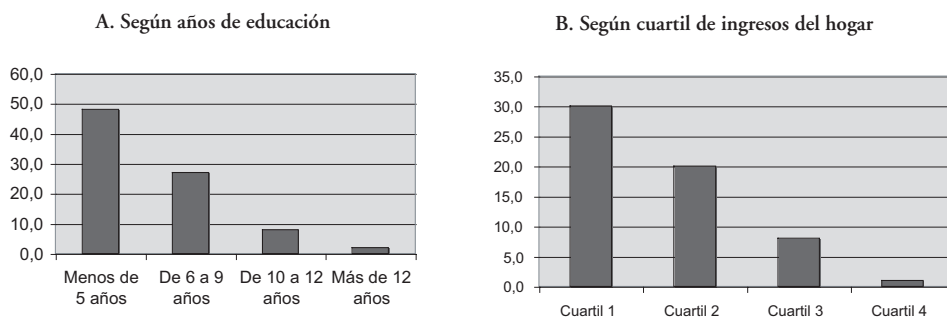 A. Según años de educación
60,0
50,0
40,0
30,0
20,0
10,0
0,0
Menos de 5 años
De 6 a 9 años
De 10 a 12 años
Más de 12 años
B. Según cuartil de ingresos del hogar
35,0
30,0
25,0
20,0
15,0
10,0
5,0
0,0
Cuartil 1
Cuartil 2
Cuartil 3
Cuartil 4